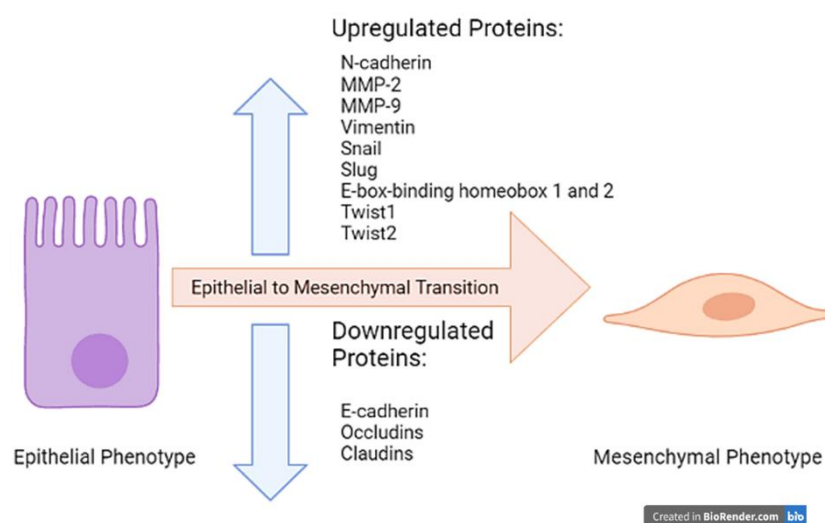 Upregulated Proteins:
N-cadherin
MMP-2
MMP-9
Vimentin
Snail
Slug
E-box-binding homeobox 1 and 2
Twist1
Twist2
Epithelial to Mesenchymal Transition
Downregulated
Proteins:
E-cadherin
Occludins
Claudins
Epithelial Phenotype
Mesenchymal Phenotype
Created in BioRender.com bio